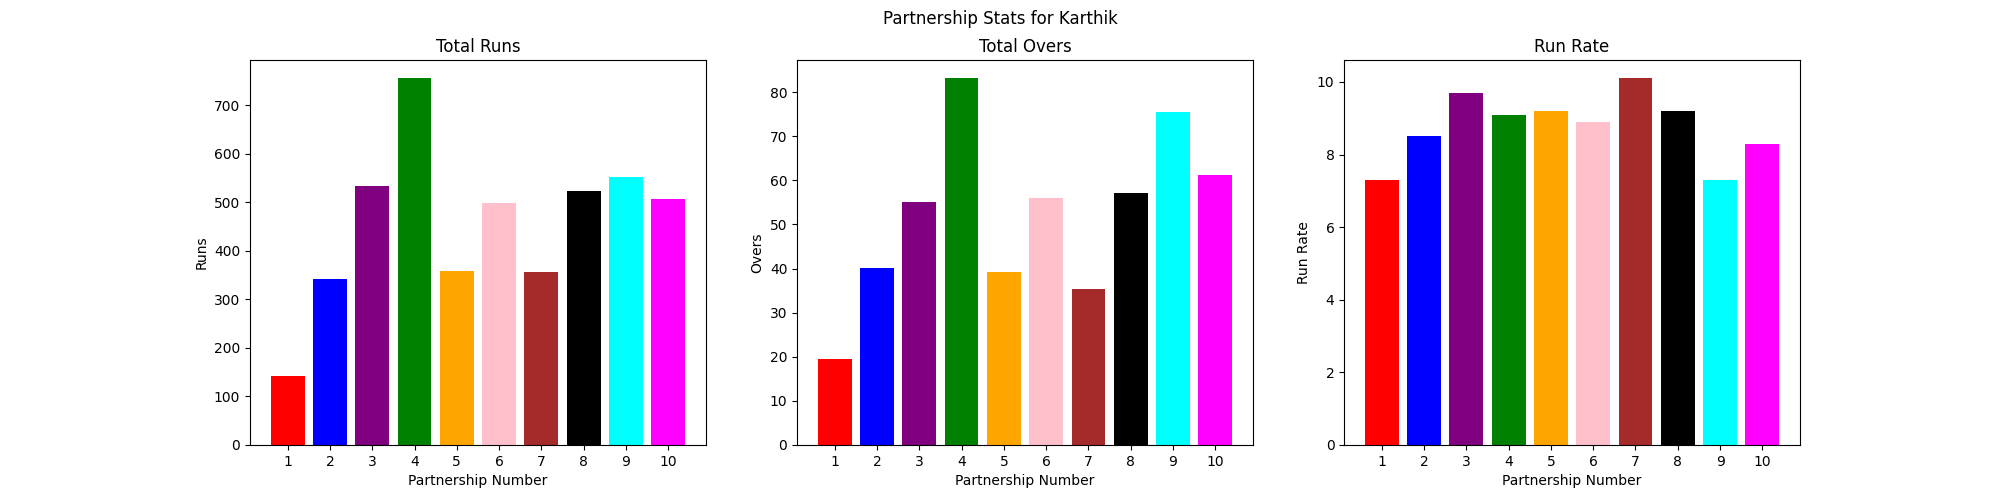 Partnership Stats for Karthik
Total Runs
Runs
700
600
500
400
300
200
100
0
1 2 3 4 5 6 7 8 9 10
Partnership Number
Total Overs
Overs
80
70
60
50
40
30
20
10
0
1 2 3 4 5 6 7 8 9 10
Partnership Number
Run Rate
Run Rate
10
8
6
4
2
0
1 2 3 4 5 6 7 8 9 10
Partnership Number